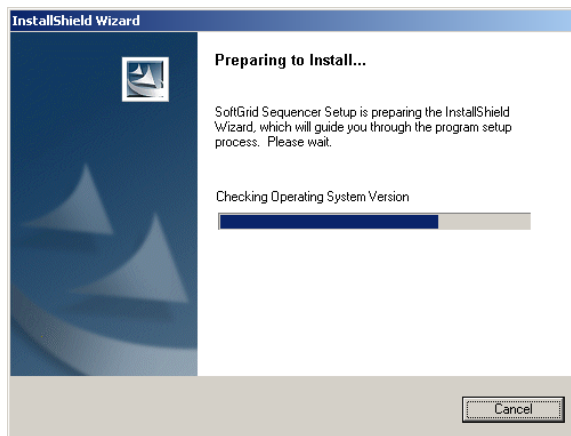 InstallShield Wizard
Preparing to Install...
SoftGrid Sequencer Setup is preparing the InstallShield
Wizard, which will guide you through the program setup
process. Please wait.
Checking Operating System Version
Cancel